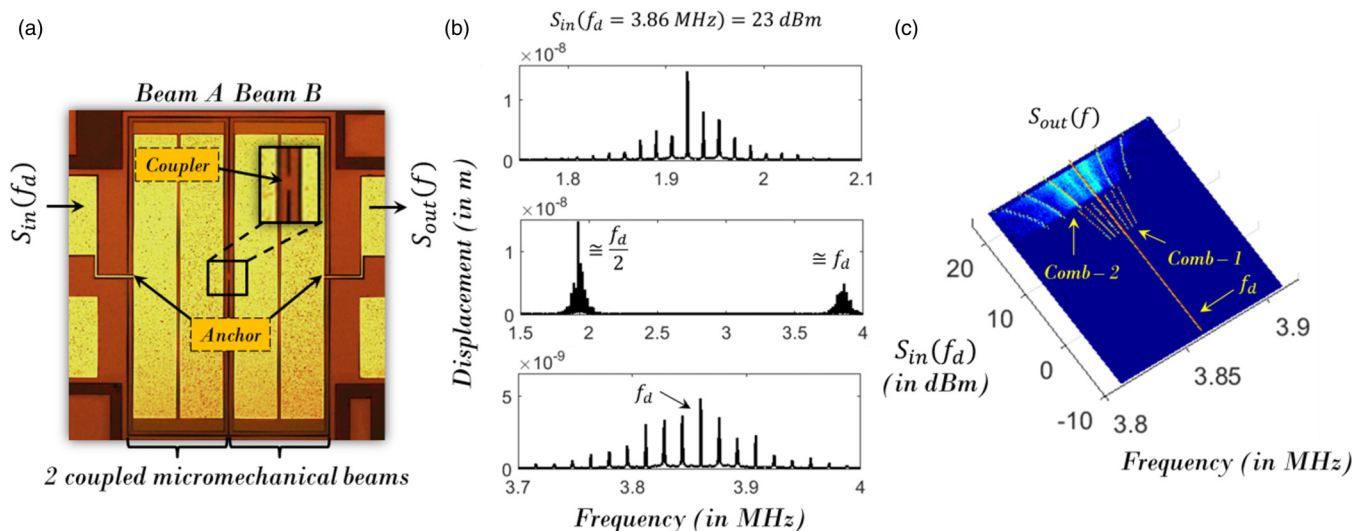 (a)
Beam A Beam B
Coupler
Anchor
S_in(f_d)
S_out(f)
2 coupled micromechanical beams
(b)
S_in(f_d = 3.86 MHz) = 23 dBm
×10^-8
1
0
1.8 1.9 2 2.1
×10^-8
1
0
≅ f_d/2
≅ f_d
1.5 2 2.5 3 3.5 4
×10^-9
5
0
f_d
3.7 3.8 3.9 4
Displacement (in m)
Frequency (in MHz)
(c)
S_out(f)
Comb-2
Comb-1
f_d
20
10
0
-10
S_in(f_d)
(in dBm)
3.8
3.85
3.9
Frequency (in MHz)